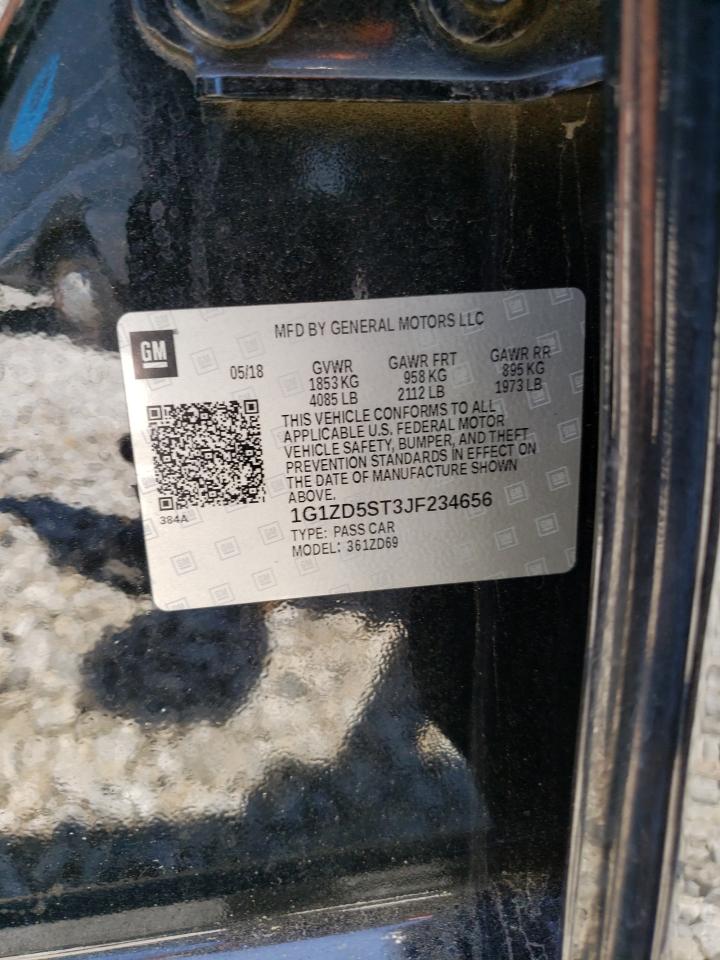 MFD BY GENERAL MOTORS LLC
GM
05/18 GVWR GAWR FRT GAWR RR
1853 KG 958 KG 895 KG
4085 LB 2112 LB 1973 LB
THIS VEHICLE CONFORMS TO ALL
APPLICABLE U.S. FEDERAL MOTOR
VEHICLE SAFETY, BUMPER, AND THEFT
PREVENTION STANDARDS IN EFFECT ON
THE DATE OF MANUFACTURE SHOWN
ABOVE.
384A
1G1ZD5ST3JF234656
TYPE: PASS CAR
MODEL: 361ZD69